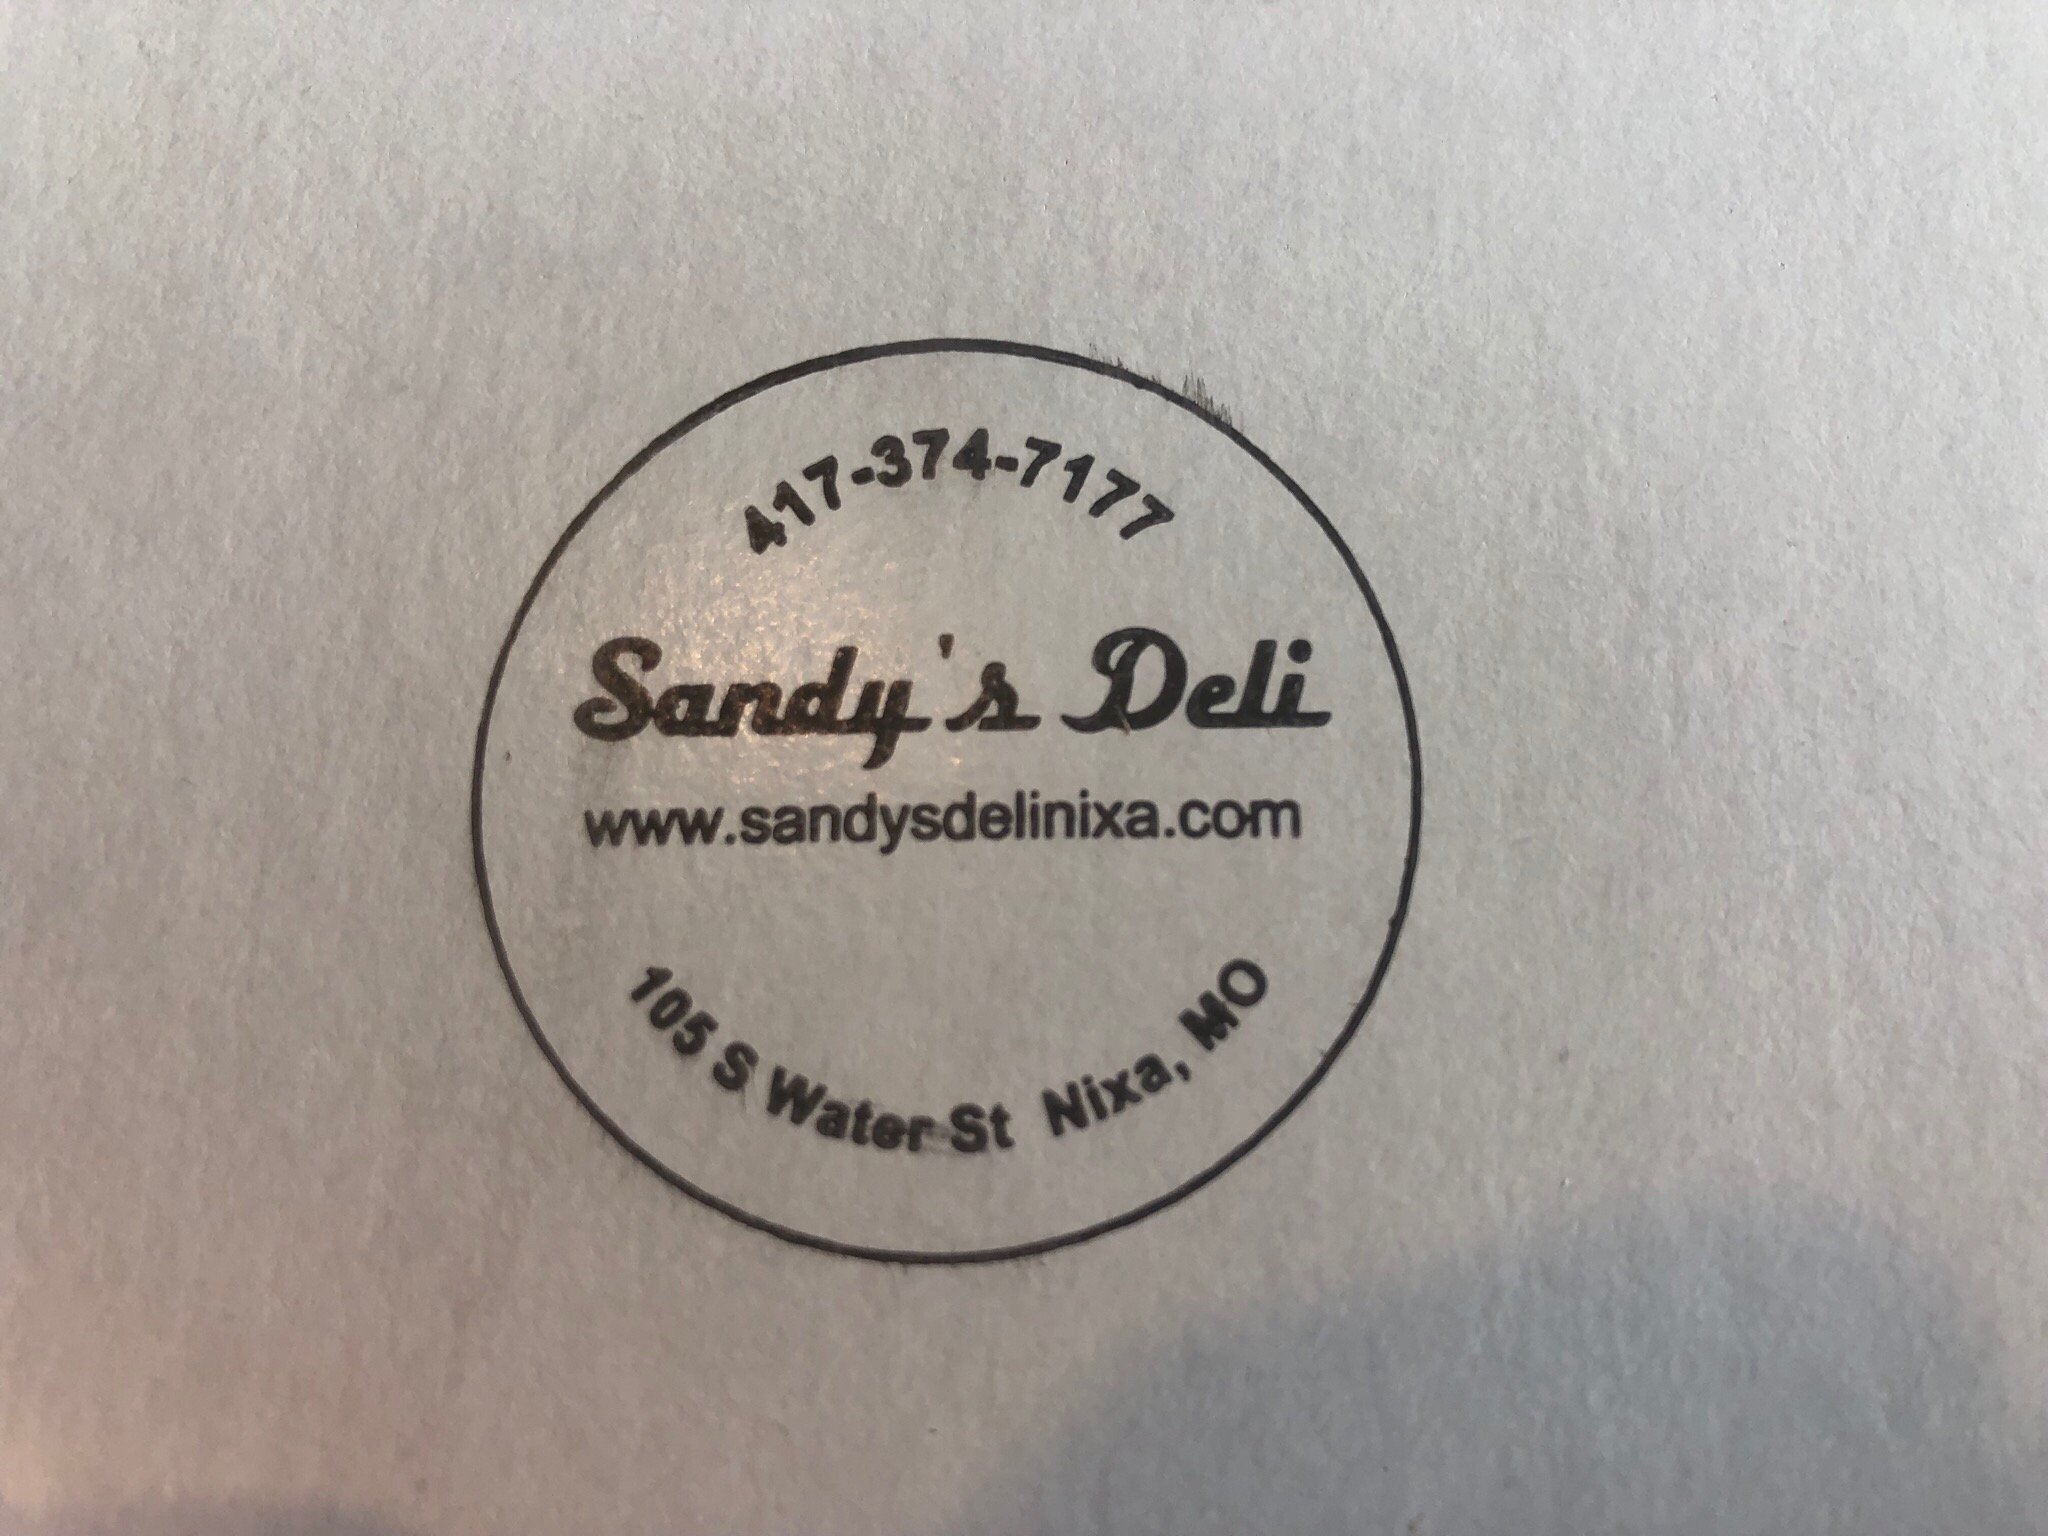 417-374-7177
Sandy's Deli
www.sandysdelinixa.com
105 S Water St Nixa, MO